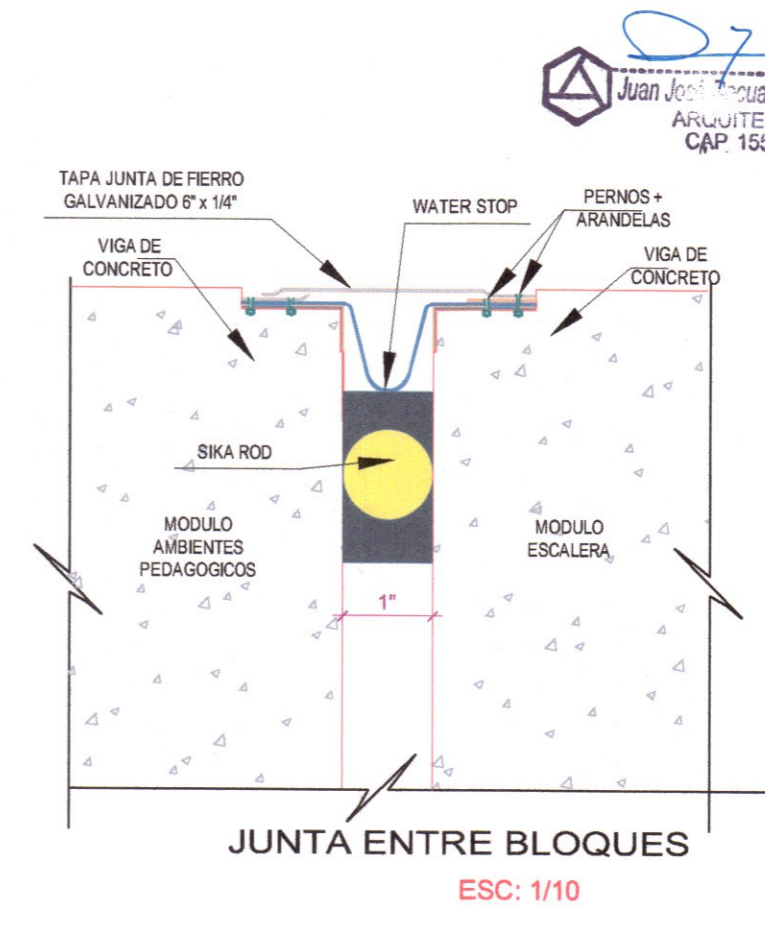 Juan José
ARQUITE
CAP 155
TAPA JUNTA DE FIERRO
GALVANIZADO 6" x 1/4"
WATER STOP
PERNOS +
ARANDELAS
VIGA DE
CONCRETO
VIGA DE
CONCRETO
SIKA ROD
MODULO
AMBIENTES
PEDAGOGICOS
MODULO
ESCALERA
1"
JUNTA ENTRE BLOQUES
ESC: 1/10